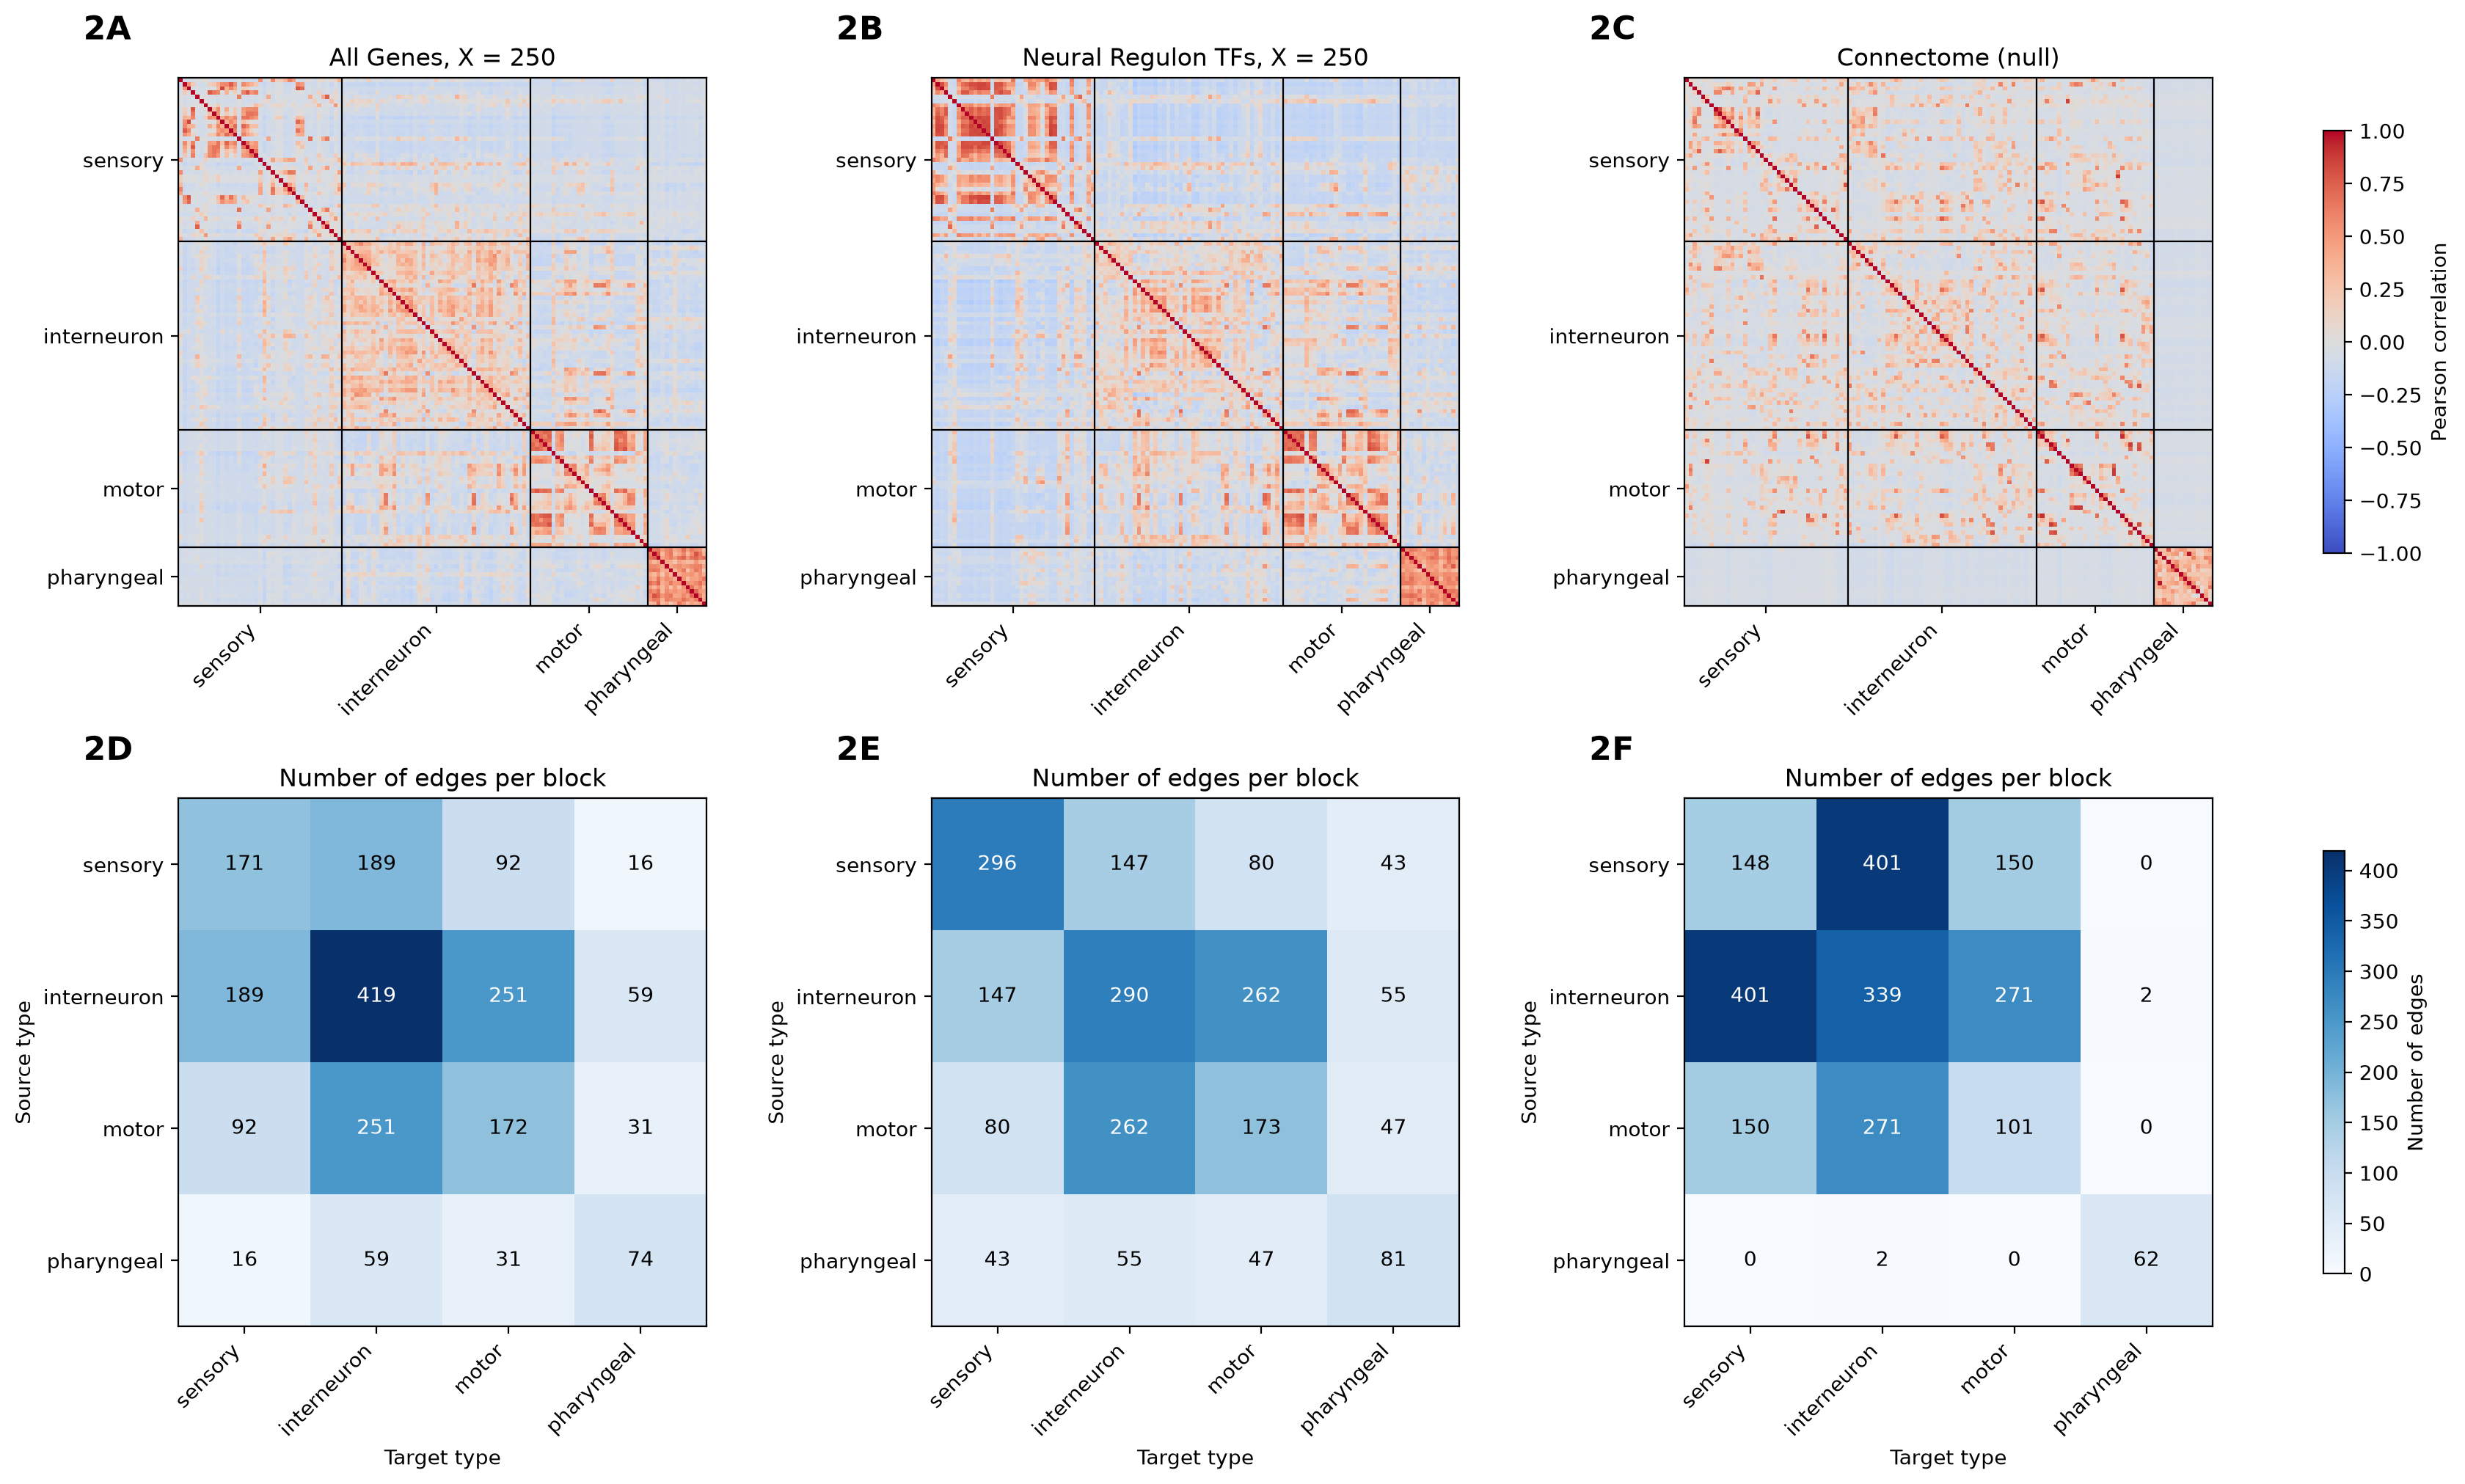 2A
All Genes, X = 250
sensory
interneuron
motor
pharyngeal
sensory
interneuron
motor
pharyngeal
2B
Neural Regulon TFs, X = 250
sensory
interneuron
motor
pharyngeal
sensory
interneuron
motor
pharyngeal
2C
Connectome (null)
sensory
interneuron
motor
pharyngeal
sensory
interneuron
motor
pharyngeal
1.00
0.75
0.50
0.25
0.00
−0.25
−0.50
−0.75
−1.00
Pearson correlation
2D
Number of edges per block
Source type
sensory 171 189 92 16
interneuron 189 419 251 59
motor 92 251 172 31
pharyngeal 16 59 31 74
sensory
interneuron
motor
pharyngeal
Target type
2E
Number of edges per block
Source type
sensory 296 147 80 43
interneuron 147 290 262 55
motor 80 262 173 47
pharyngeal 43 55 47 81
sensory
interneuron
motor
pharyngeal
Target type
2F
Number of edges per block
Source type
sensory 148 401 150 0
interneuron 401 339 271 2
motor 150 271 101 0
pharyngeal 0 2 0 62
sensory
interneuron
motor
pharyngeal
Target type
400
350
300
250
200
150
100
50
0
Number of edges